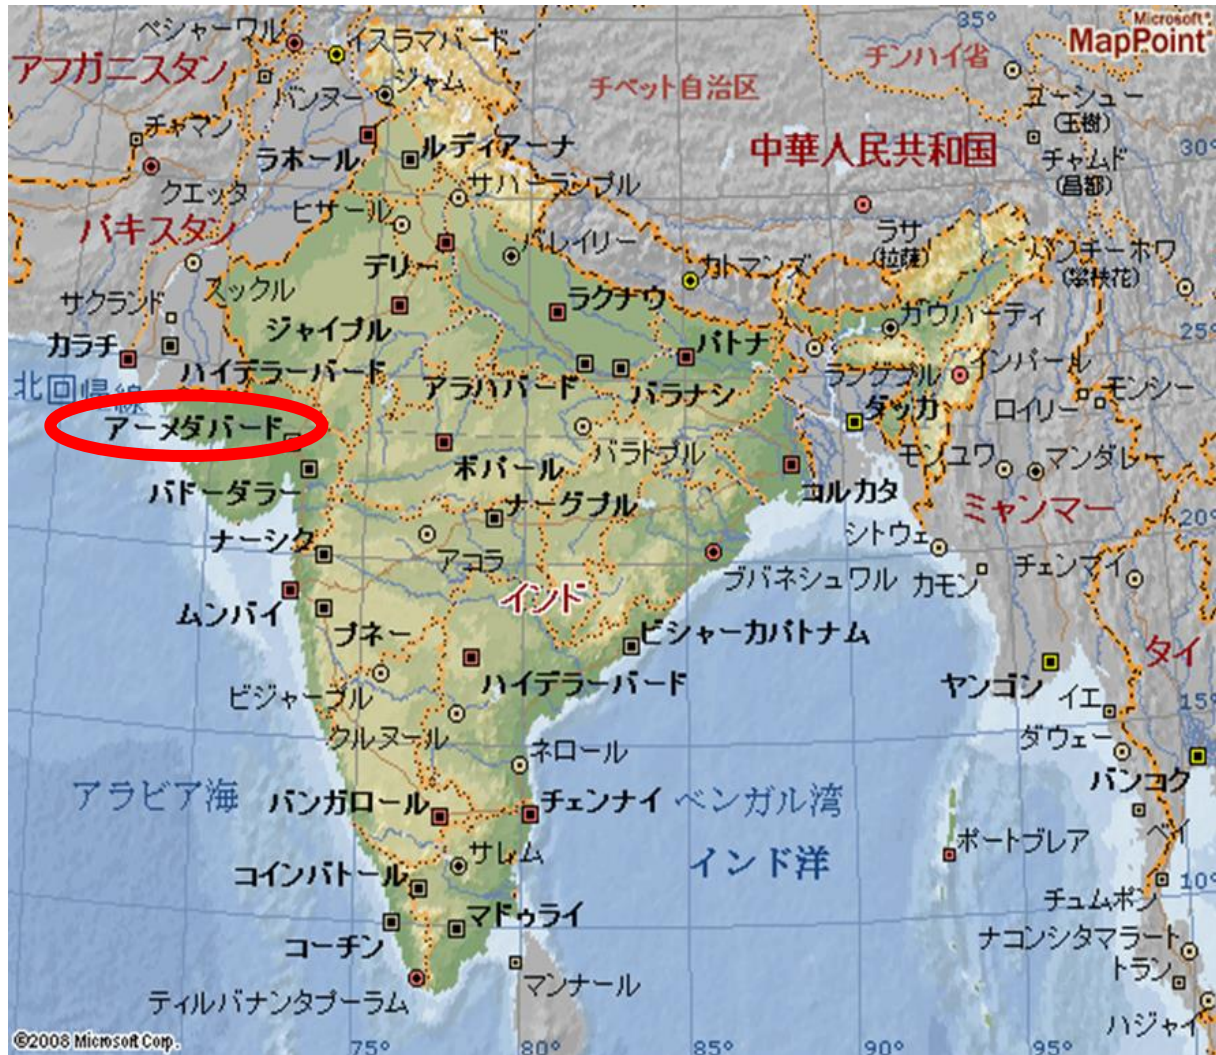 ペシャーワル
イスラマバード
35°
Microsoft®
MapPoint®
アフガニスタン
バンヌー
ジャム
チベット自治区
チンハイ省
ユーシュー
(玉樹)
チャマン
ラホール
ルディアーナ
中華人民共和国
チャムド
(昌都)
30°
クエッタ
サハーランプル
パキスタン
ヒサール
バレイリー
ラサ
(拉薩)
パンチーホワ
(攀枝花)
デリー
カトマンズ
スックル
サクランド
ラクナウ
ガウハーティ
ジャイプル
25°
カラチ
パトナ
ハイデラーバード
アラハバード
バラナシ
ラングプル
インパール
モンシー
北回帰線
ロイリー
ダッカ
アーメダバード
ボパール
バラトプル
モンユワ
マンダレー
バドーダラー
ナーグプル
コルカタ
ミャンマー
20°
ナーシク
アコラ
シトウェ
チェンマイ
ブバネシュワル
カモン
インド
ムンバイ
プネー
ビシャーカパトナム
タイ
ハイデラーバード
ビジャープル
ヤンゴン
イエ
15°
クルヌール
ネロール
ダウェー
アラビア海
バンガロール
チェンナイ
ベンガル湾
バンコク
ベイ
サレム
インド洋
ポートブレア
コインバトール
10°
チュムポン
マドゥライ
コーチン
ナコンシタマラート
トラン
ティルバナンタプーラム
マンナール
ハジャイ
©2008 Microsoft Corp.
75°
80°
85°
90°
95°